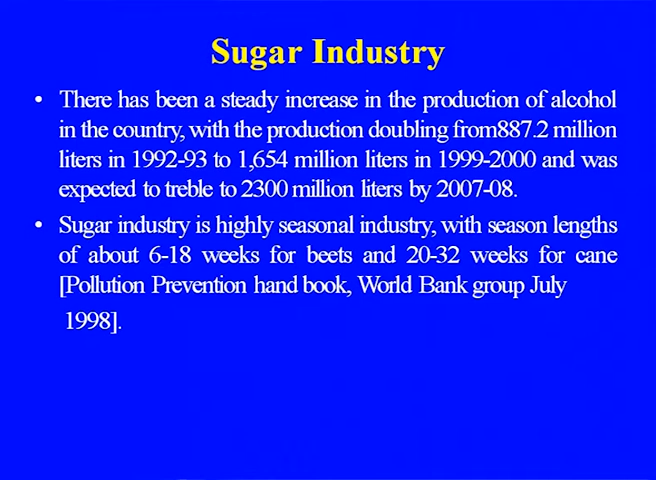 Sugar Industry
• There has been a steady increase in the production of alcohol
in the country, with the production doubling from887.2 million
liters in 1992-93 to 1,654 million liters in 1999-2000 and was
expected to treble to 2300 million liters by 2007-08.
• Sugar industry is highly seasonal industry, with season lengths
of about 6-18 weeks for beets and 20-32 weeks for cane
[Pollution Prevention hand book, World Bank group July
1998].